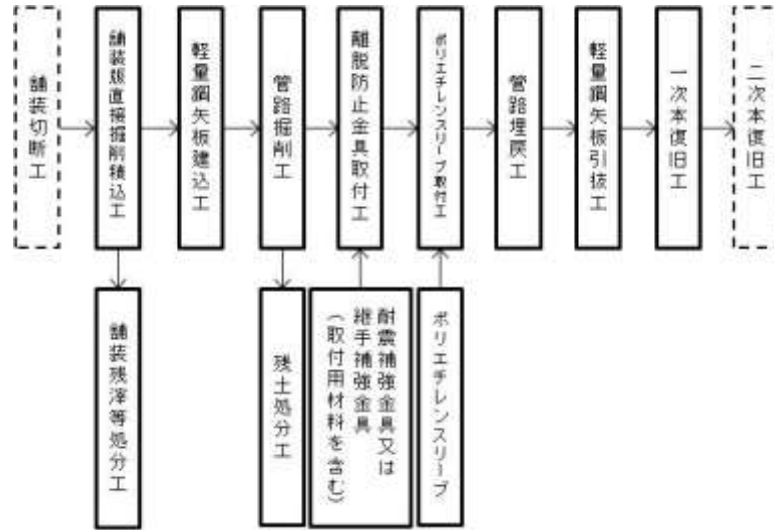 舗装切断工
舗装版直接掘削積込工
軽量鋼矢板建込工
管路掘削工
離脱防止金具取付工
ポリエチレンスリーブ取付工
管路埋戻工
軽量鋼矢板引抜工
一次本復旧工
二次本復旧工
舗装残滓等処分工
残土処分工
耐震補強金具又は
継手補強金具
（取付用材料を含む）
ポリエチレンスリーブ